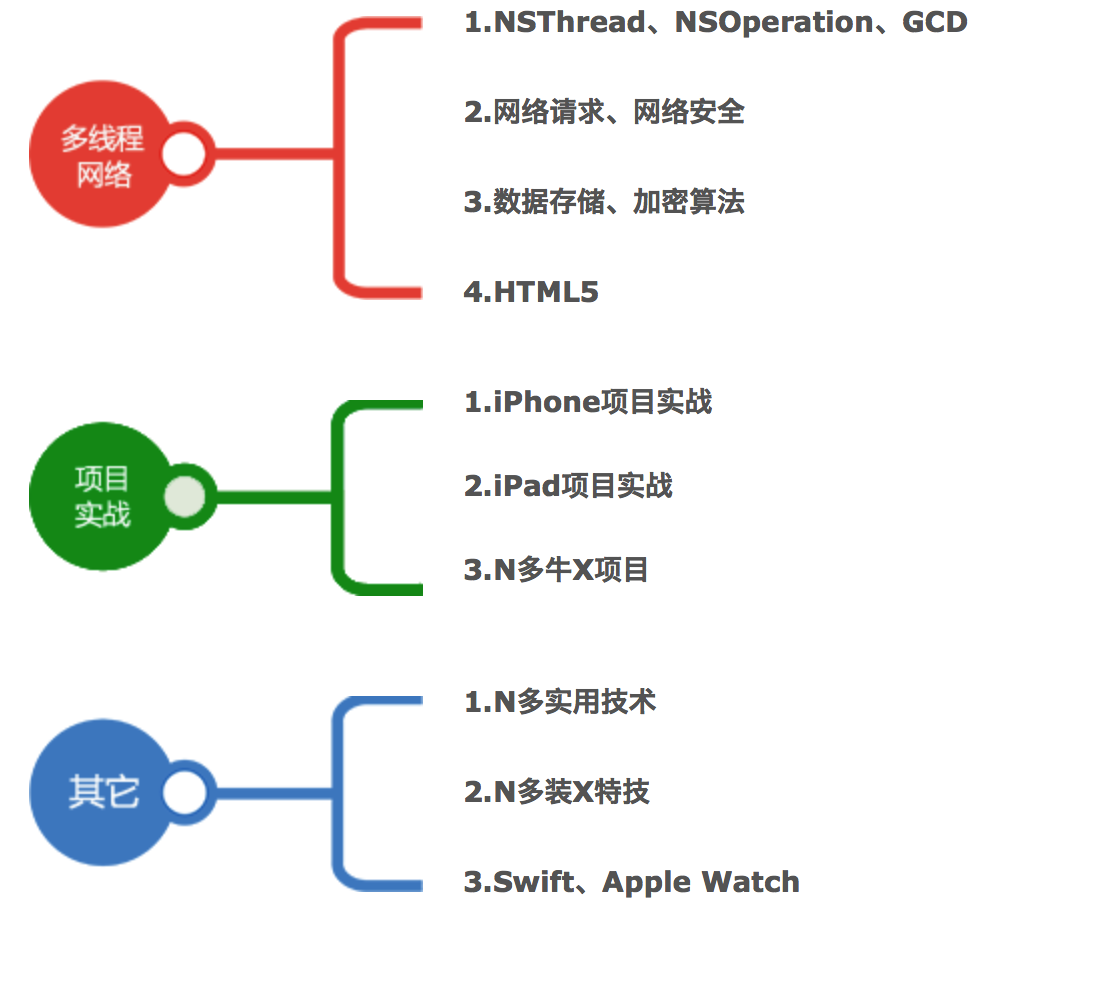 多线程
网络
1.NSThread、NSOperation、GCD
2.网络请求、网络安全
3.数据存储、加密算法
4.HTML5
项目
实战
1.iPhone项目实战
2.iPad项目实战
3.N多牛X项目
其它
1.N多实用技术
2.N多装X特技
3.Swift、Apple Watch